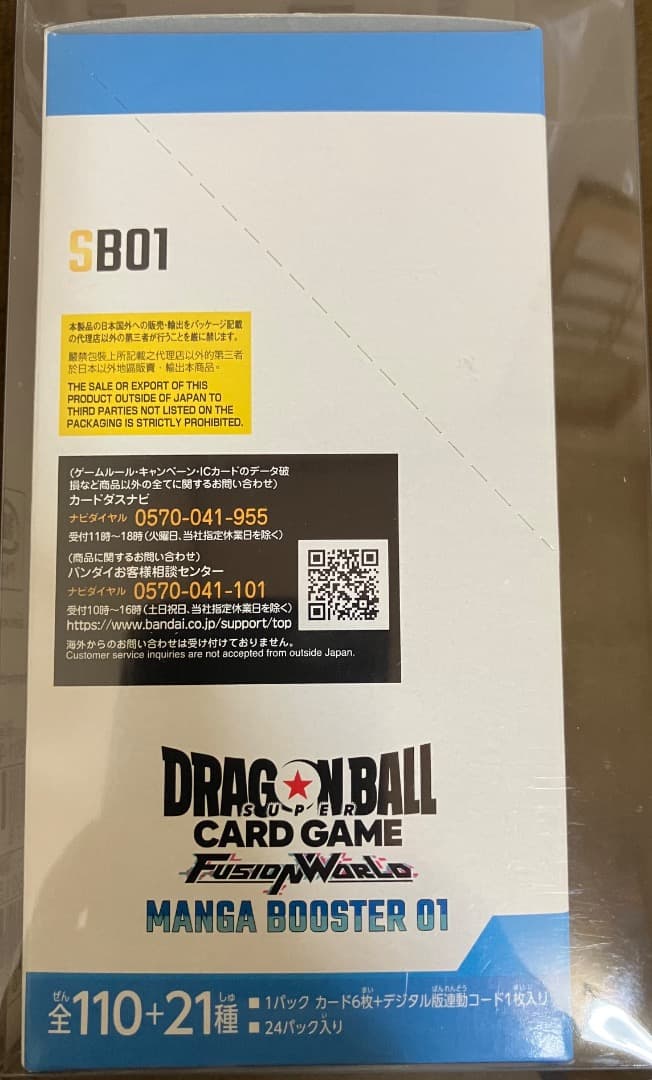 SB01
本製品の日本国外への販売・輸出をパッケージ記載
の代理店以外の第三者が行うことを厳に禁じます。
嚴禁包裝上所記載之代理店以外的第三者
於日本以外地區販賣、輸出本商品。
THE SALE OR EXPORT OF THIS
PRODUCT OUTSIDE OF JAPAN TO
THIRD PARTIES NOT LISTED ON THE
PACKAGING IS STRICTLY PROHIBITED.
(ゲームルール・キャンペーン・ICカードのデータ破
損など商品以外の全てに関するお問い合わせ)
カードダスナビ
ナビダイヤル 0570-041-955
受付11時～18時(火曜日、当社指定休業日を除く)
(商品に関するお問い合わせ)
バンダイお客様相談センター
ナビダイヤル 0570-041-101
受付10時～16時(土日祝日、当社指定休業日を除く)
https://www.bandai.co.jp/support/top
海外からのお問い合わせは受け付けておりません。
Customer service inquiries are not accepted from outside Japan.
DRAGON BALL
SUPER
CARD GAME
FUSION WORLD
MANGA BOOSTER 01
ぜん しゅ まい ばんれんどう まいい
全110+21種 ■1パック カード6枚+デジタル版連動コード1枚入り
■24パック入り